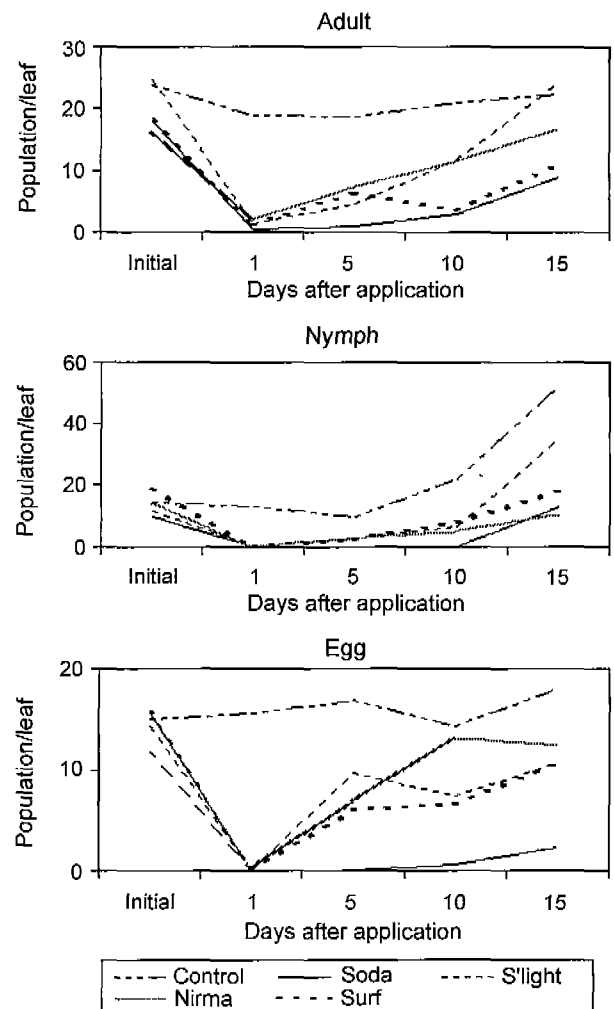 Adult
30
20
10
0
Population/leaf
Initial 1 5 10 15
Days after application
Nymph
60
40
20
0
Population/leaf
Initial 1 5 10 15
Days after application
Egg
20
10
0
Population/leaf
Initial 1 5 10 15
Days after application
Control Soda S'light
Nirma Surf